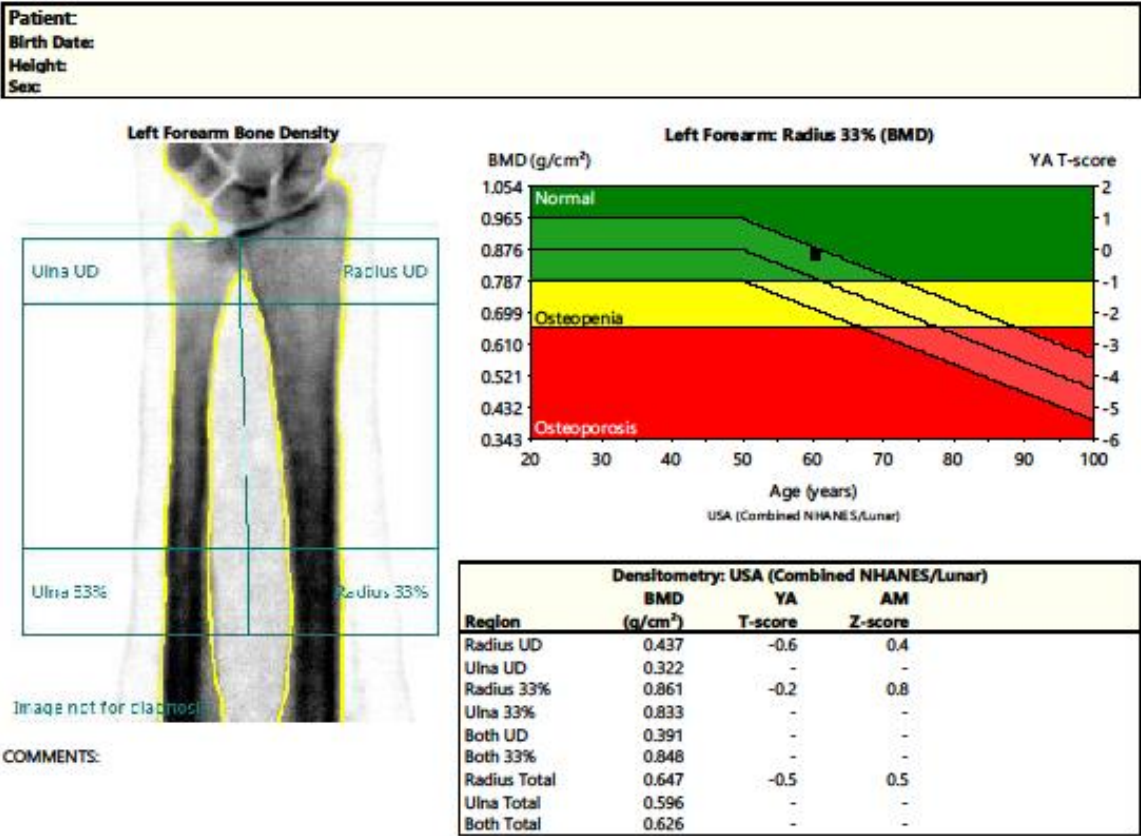 Patient:
Birth Date:
Height:
Sex:
Left Forearm Bone Density
Ulna UD
Radius UD
Ulna 33%
Radius 33%
Image not for diagnosis
COMMENTS:
Left Forearm: Radius 33% (BMD)
BMD (g/cm²)
YA T-score
1.054
0.965
0.876
0.787
0.699
0.610
0.521
0.432
0.343
Normal
Osteopenia
Osteoporosis
2
1
0
-1
-2
-3
-4
-5
-6
20 30 40 50 60 70 80 90 100
Age (years)
USA (Combined NHANES/Lunar)
Densitometry: USA (Combined NHANES/Lunar)
BMD YA AM
Region (g/cm²) T-score Z-score
Radius UD 0.437 -0.6 0.4
Ulna UD 0.322 - -
Radius 33% 0.861 -0.2 0.8
Ulna 33% 0.833 - -
Both UD 0.391 - -
Both 33% 0.848 - -
Radius Total 0.647 -0.5 0.5
Ulna Total 0.596 - -
Both Total 0.626 - -